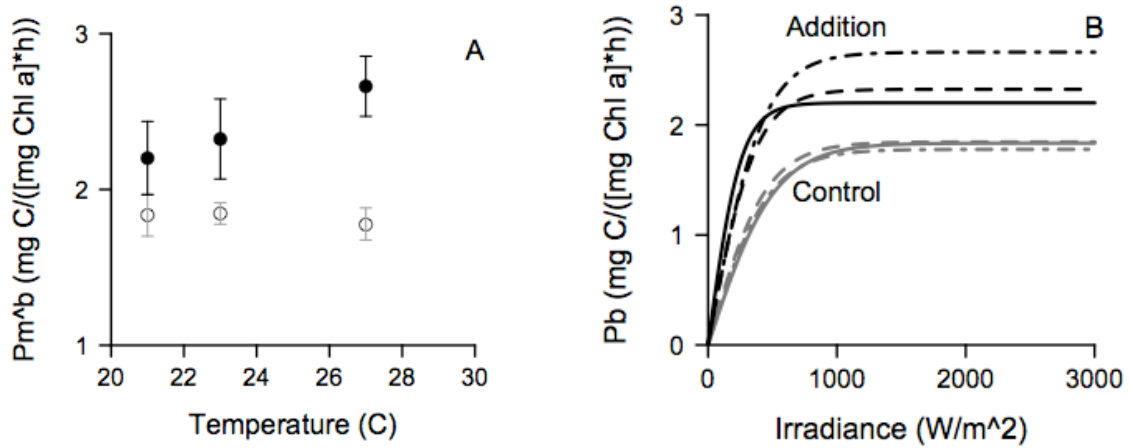 Pm^b (mg C/([mg Chl a]*h))
3
2
1
A
20 22 24 26 28 30
Temperature (C)
Pb (mg C/([mg Chl a]*h))
3
2
1
0
Addition
B
Control
0 1000 2000 3000
Irradiance (W/m^2)